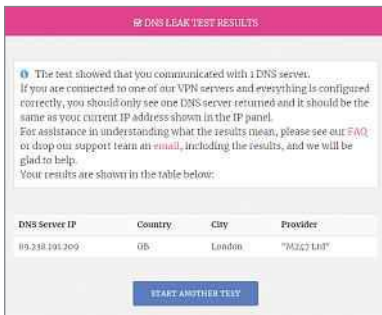 DNS LEAK TEST RESULTS
The test showed that you communicated with 1 DNS server.
If you are connected to one of our VPN servers and everything is configured
correctly, you should only see one DNS server returned and it should be the
same as your current IP address shown in the IP panel.
For assistance in understanding what the results mean, please see our FAQ
or drop our support team an email, including the results, and we will be
glad to help.
Your results are shown in the table below:
DNS Server IP Country City Provider
89.238.191.209 GB London "M247 Ltd"
START ANOTHER TEST